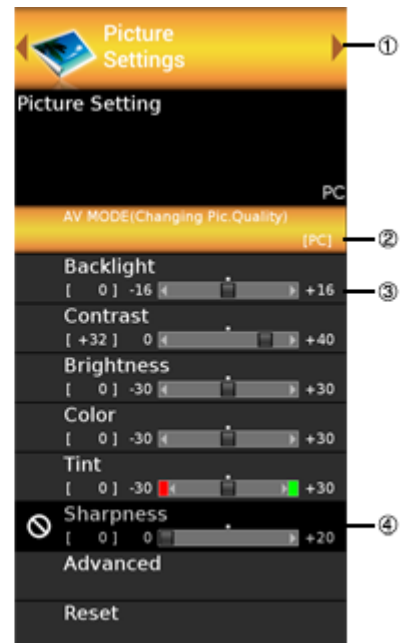 Picture
Settings
①
Picture Setting
PC
AV MODE(Changing Pic.Quality)
[PC]
②
Backlight
[ 0] -16 +16
③
Contrast
[+32] 0 +40
Brightness
[ 0] -30 +30
Color
[ 0] -30 +30
Tint
[ 0] -30 +30
Sharpness
[ 0] 0 +20
④
Advanced
Reset